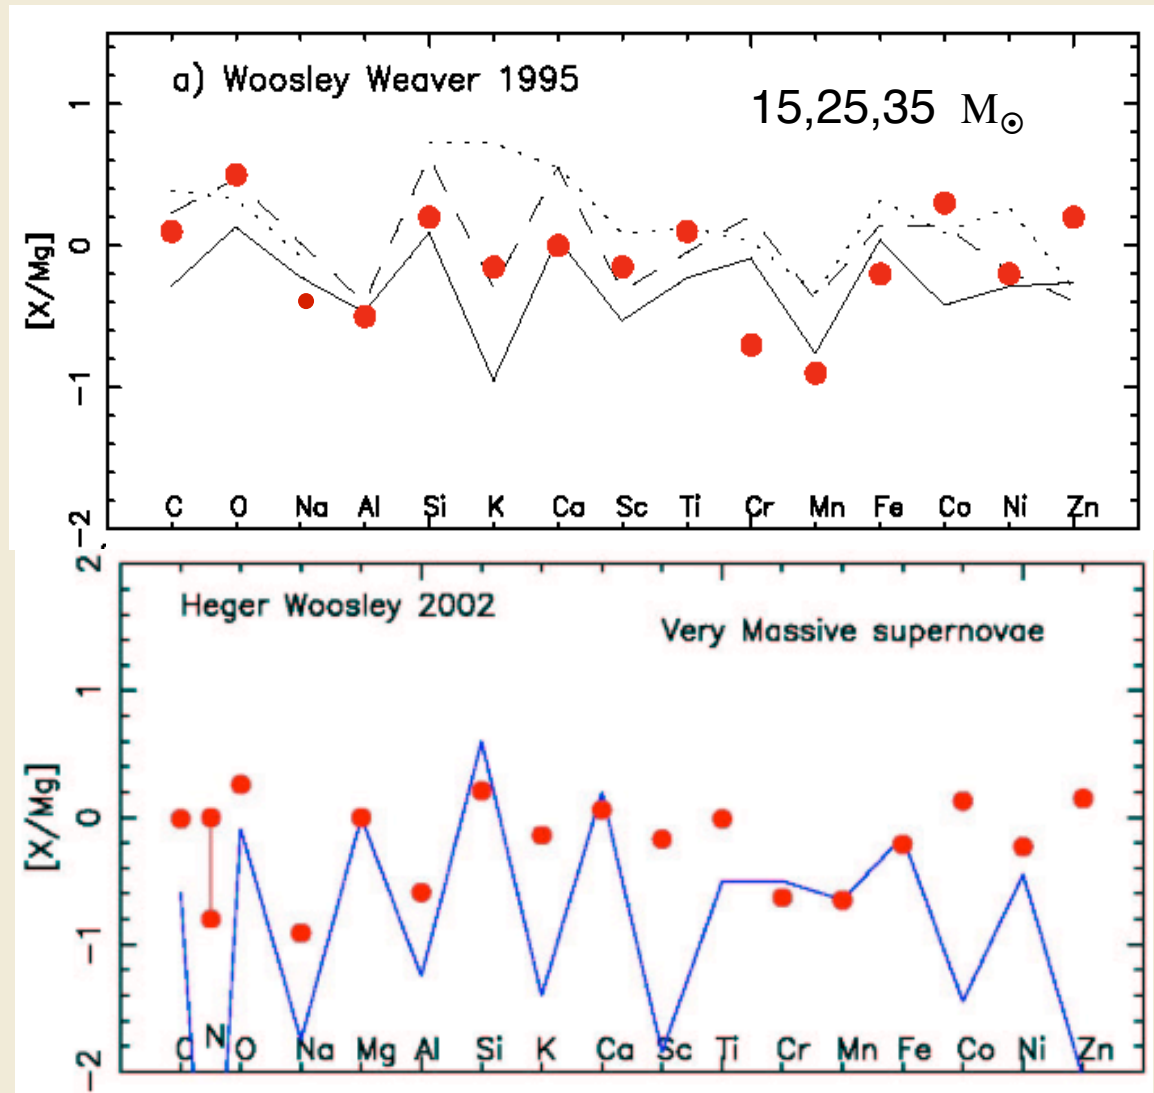 a) Woosley Weaver 1995
15,25,35 M☉
1
0
−1
−2
[X/Mg]
C O Na Al Si K Ca Sc Ti Cr Mn Fe Co Ni Zn
Heger Woosley 2002
Very Massive supernovae
2
1
0
−1
−2
[X/Mg]
C N O Na Mg Al Si K Ca Sc Ti Cr Mn Fe Co Ni Zn